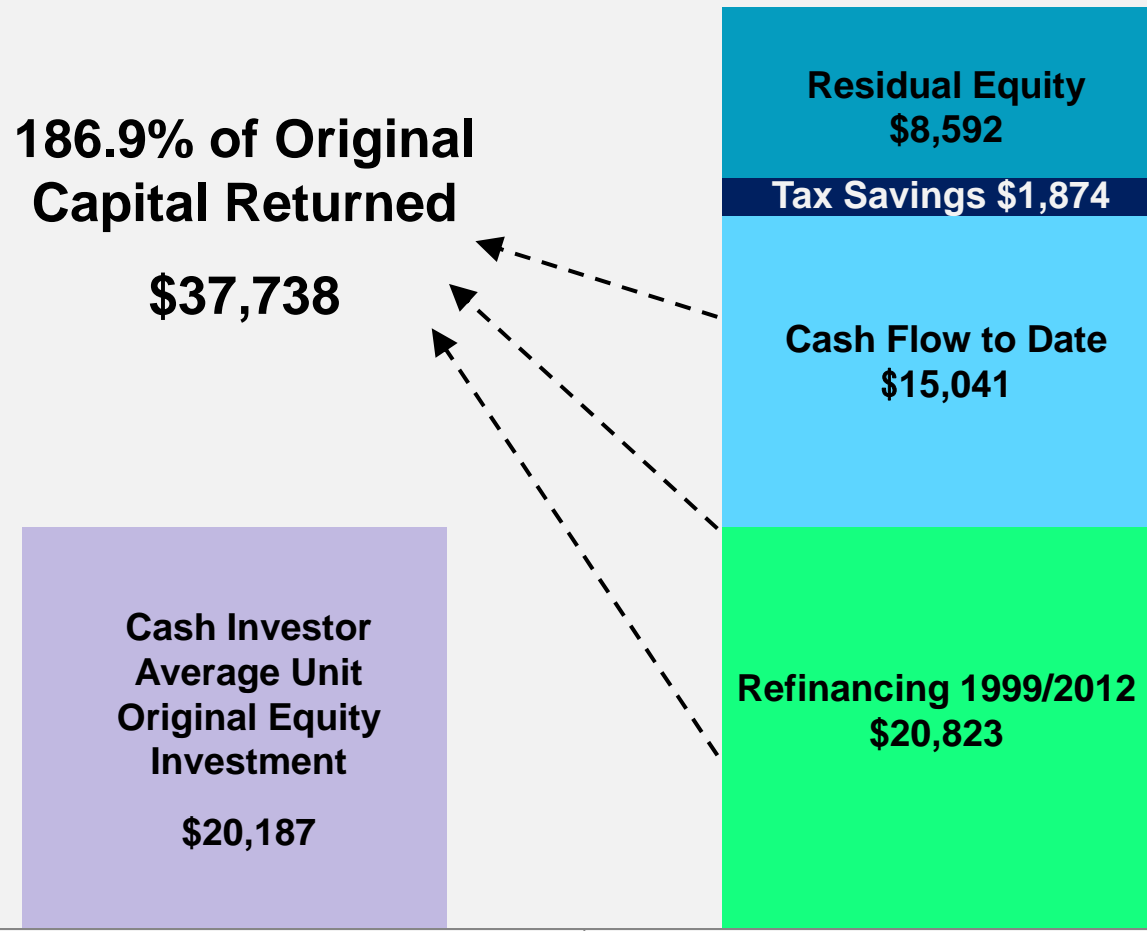 186.9% of Original
Capital Returned
$37,738
Residual Equity
$8,592
Tax Savings $1,874
Cash Flow to Date
$15,041
Cash Investor
Average Unit
Original Equity
Investment
$20,187
Refinancing 1999/2012
$20,823